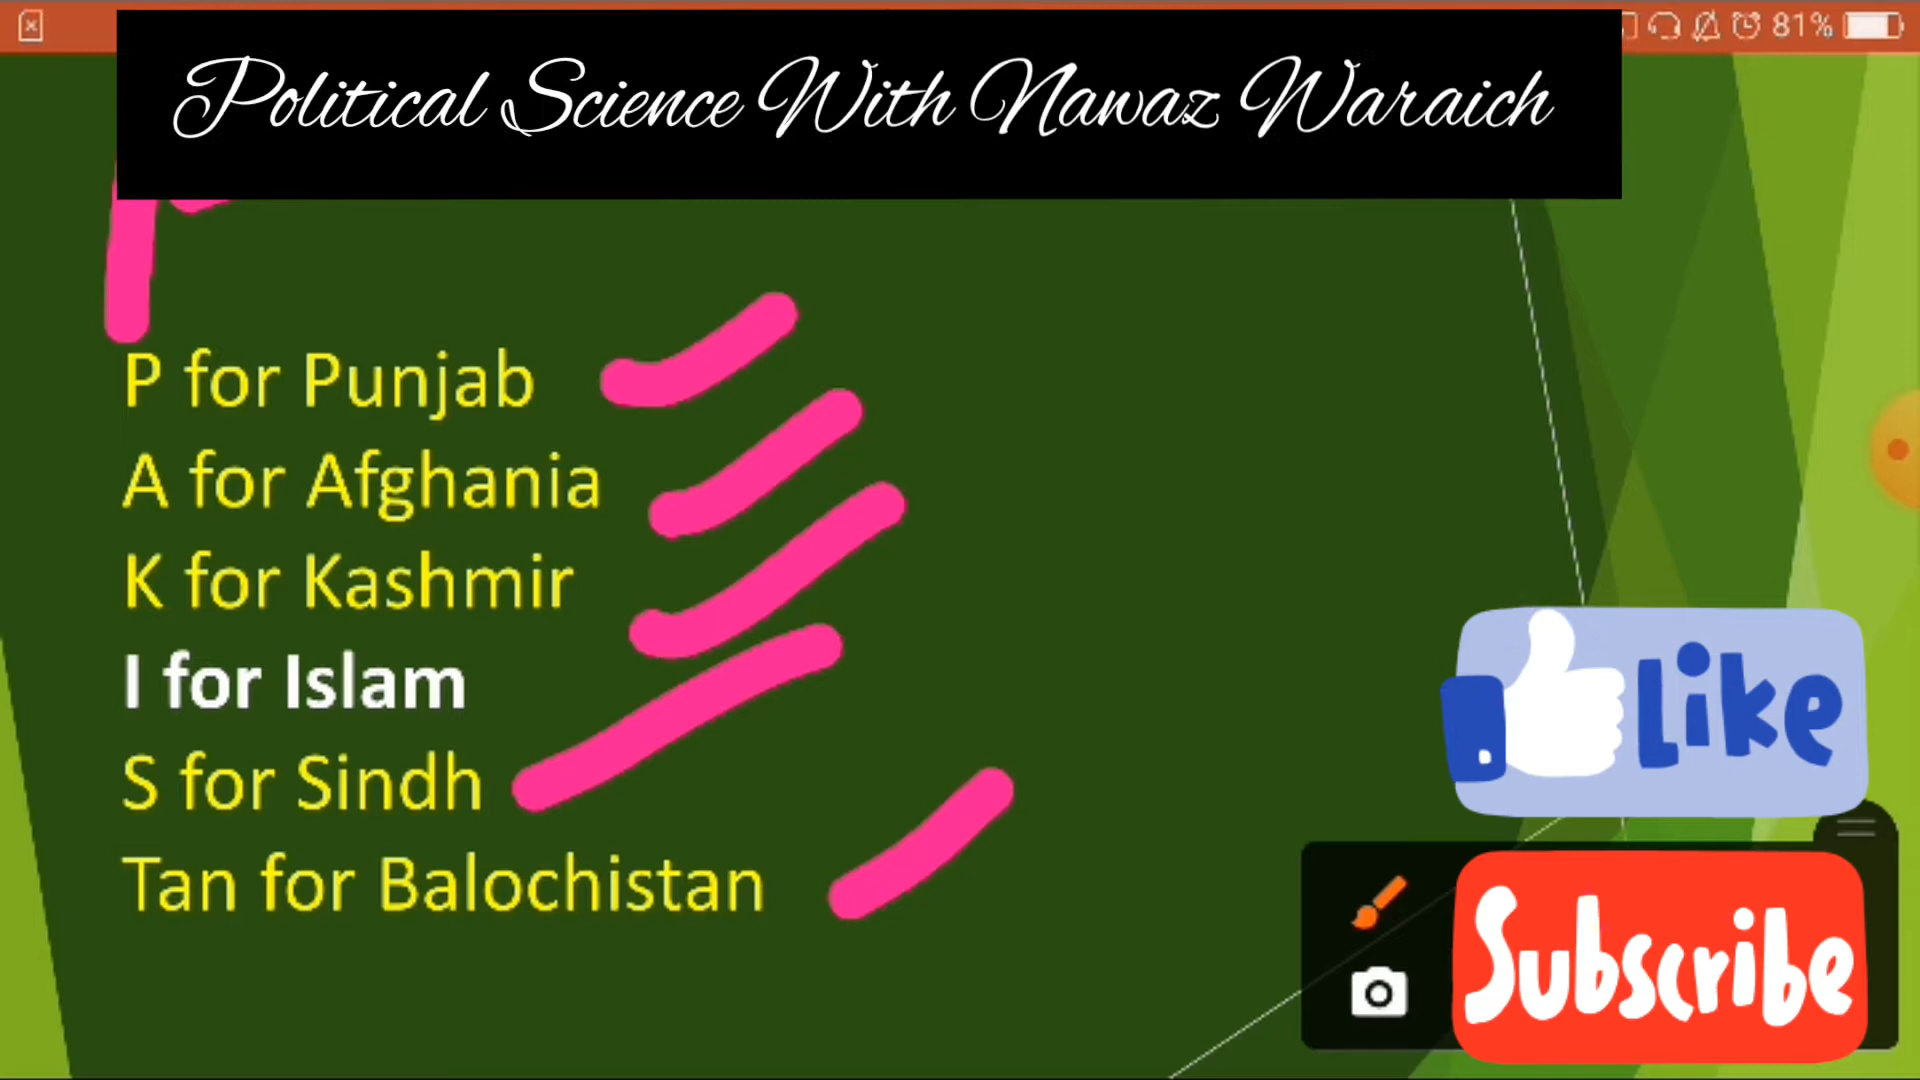 81%
Political Science With Nawaz Waraich
P for Punjab
A for Afghania
K for Kashmir
I for Islam
S for Sindh
Tan for Balochistan
Like
Subscribe